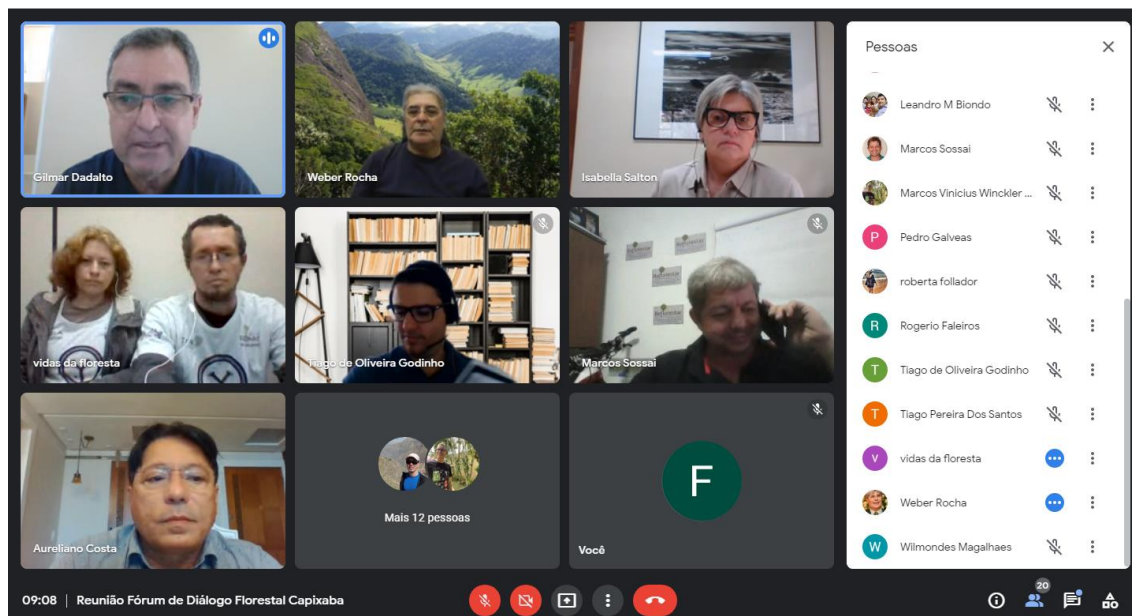 Gilmar Dadalto
Weber Rocha
Isabella Salton
vidas da floresta
Tiago de Oliveira Godinho
Marcos Sossai
Aureliano Costa
Mais 12 pessoas
F
Você
Pessoas
Leandro M Biondo
Marcos Sossai
Marcos Vinicius Winckler ...
P Pedro Galveas
roberta follador
R Rogerio Faleiros
T Tiago de Oliveira Godinho
T Tiago Pereira Dos Santos
v vidas da floresta
Weber Rocha
W Wilmondes Magalhaes
09:08 | Reunião Fórum de Diálogo Florestal Capixaba
20